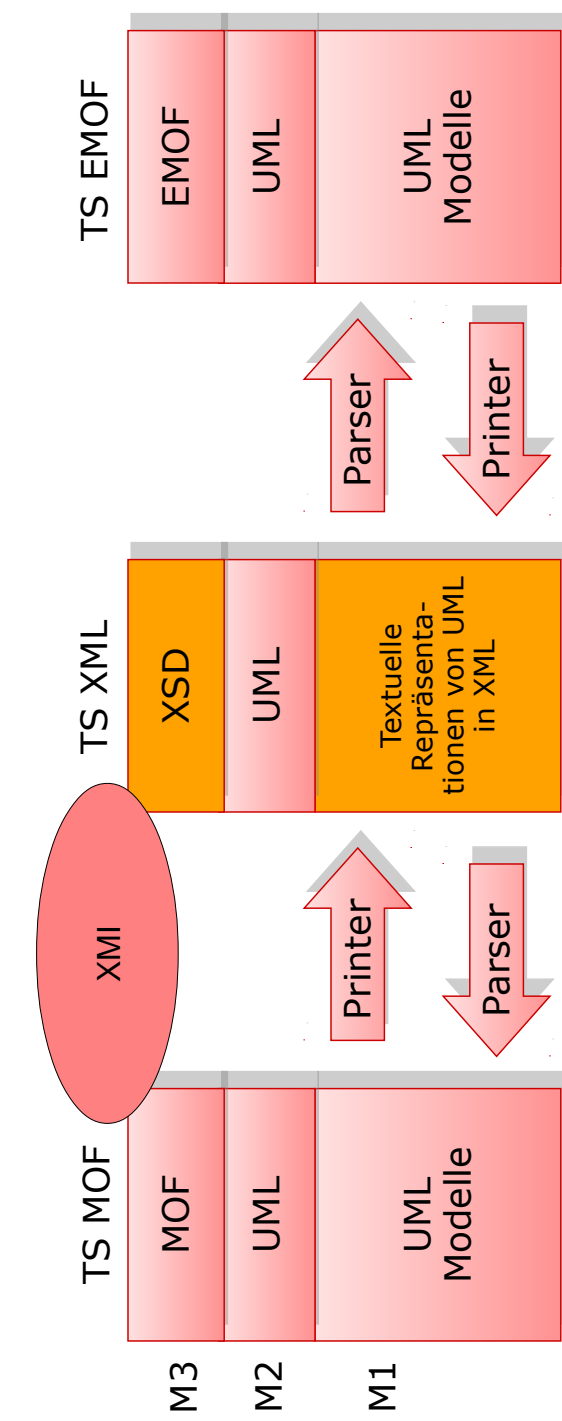 TS MOF
TS XML
TS EMOF
XMI
M3
MOF
XSD
EMOF
M2
UML
UML
UML
Printer
Parser
M1
UML
Modelle
Textuelle
Repräsenta-
tionen von UML
in XML
UML
Modelle
Parser
Printer